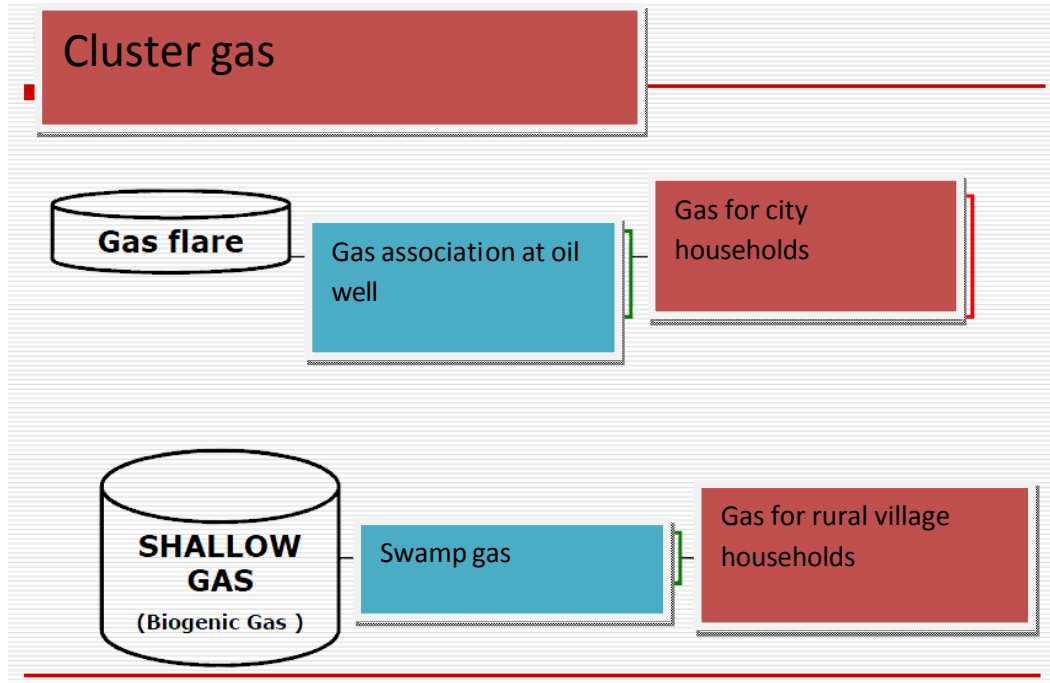 Cluster gas
Gas flare
Gas association at oil
well
Gas for city
households
SHALLOW
GAS
(Biogenic Gas )
Swamp gas
Gas for rural village
households